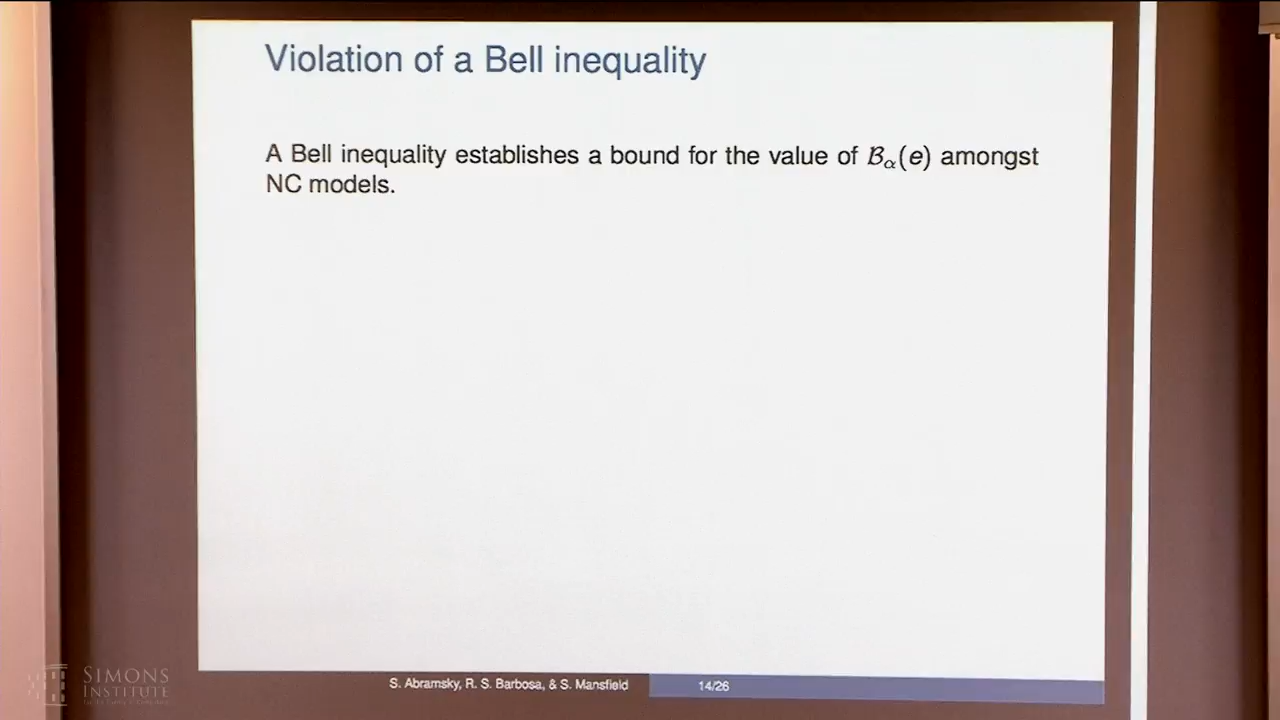 Violation of a Bell inequality
A Bell inequality establishes a bound for the value of 𝓑α(e) amongst
NC models.
S. Abramsky, R. S. Barbosa, & S. Mansfield
14/26
SIMONS
INSTITUTE